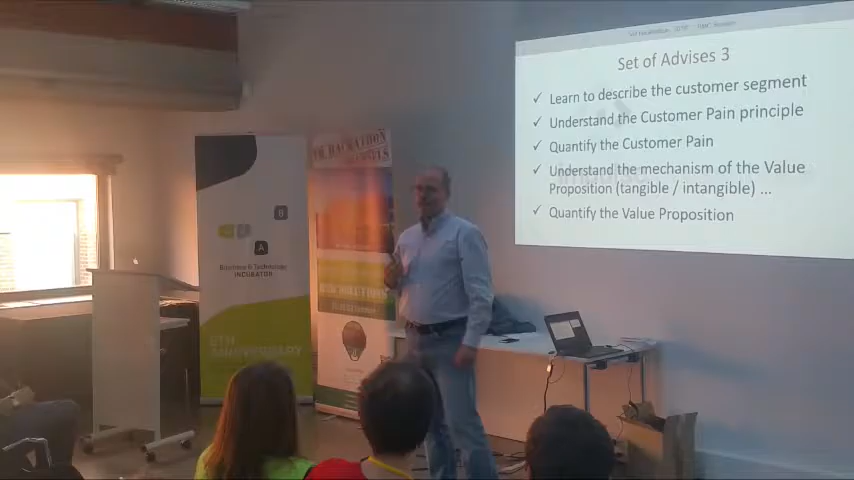 Set of Advises 3
✓ Learn to describe the customer segment
✓ Understand the Customer Pain principle
✓ Quantify the Customer Pain
✓ Understand the mechanism of the Value
Proposition (tangible / intangible) ...
✓ Quantify the Value Proposition
B
A
Business & Technology
INCUBATOR
5TH
ANNIVERSARY